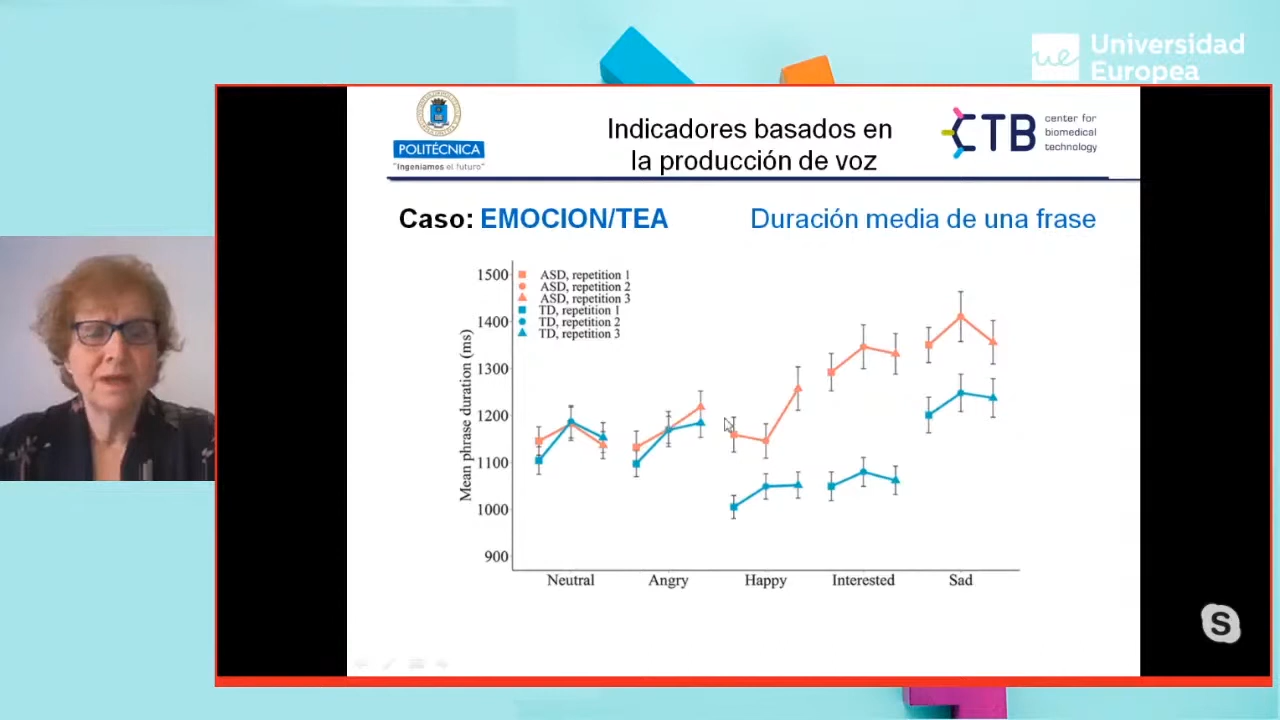 Universidad
Europea
ue
POLITÉCNICA
"Ingeniamos el futuro"
Indicadores basados en
la producción de voz
CTB
center for
biomedical
technology
Caso: EMOCION/TEA
Duración media de una frase
Mean phrase duration (ms)
1500
1400
1300
1200
1100
1000
900
ASD, repetition 1
ASD, repetition 2
ASD, repetition 3
TD, repetition 1
TD, repetition 2
TD, repetition 3
Neutral
Angry
Happy
Interested
Sad
S